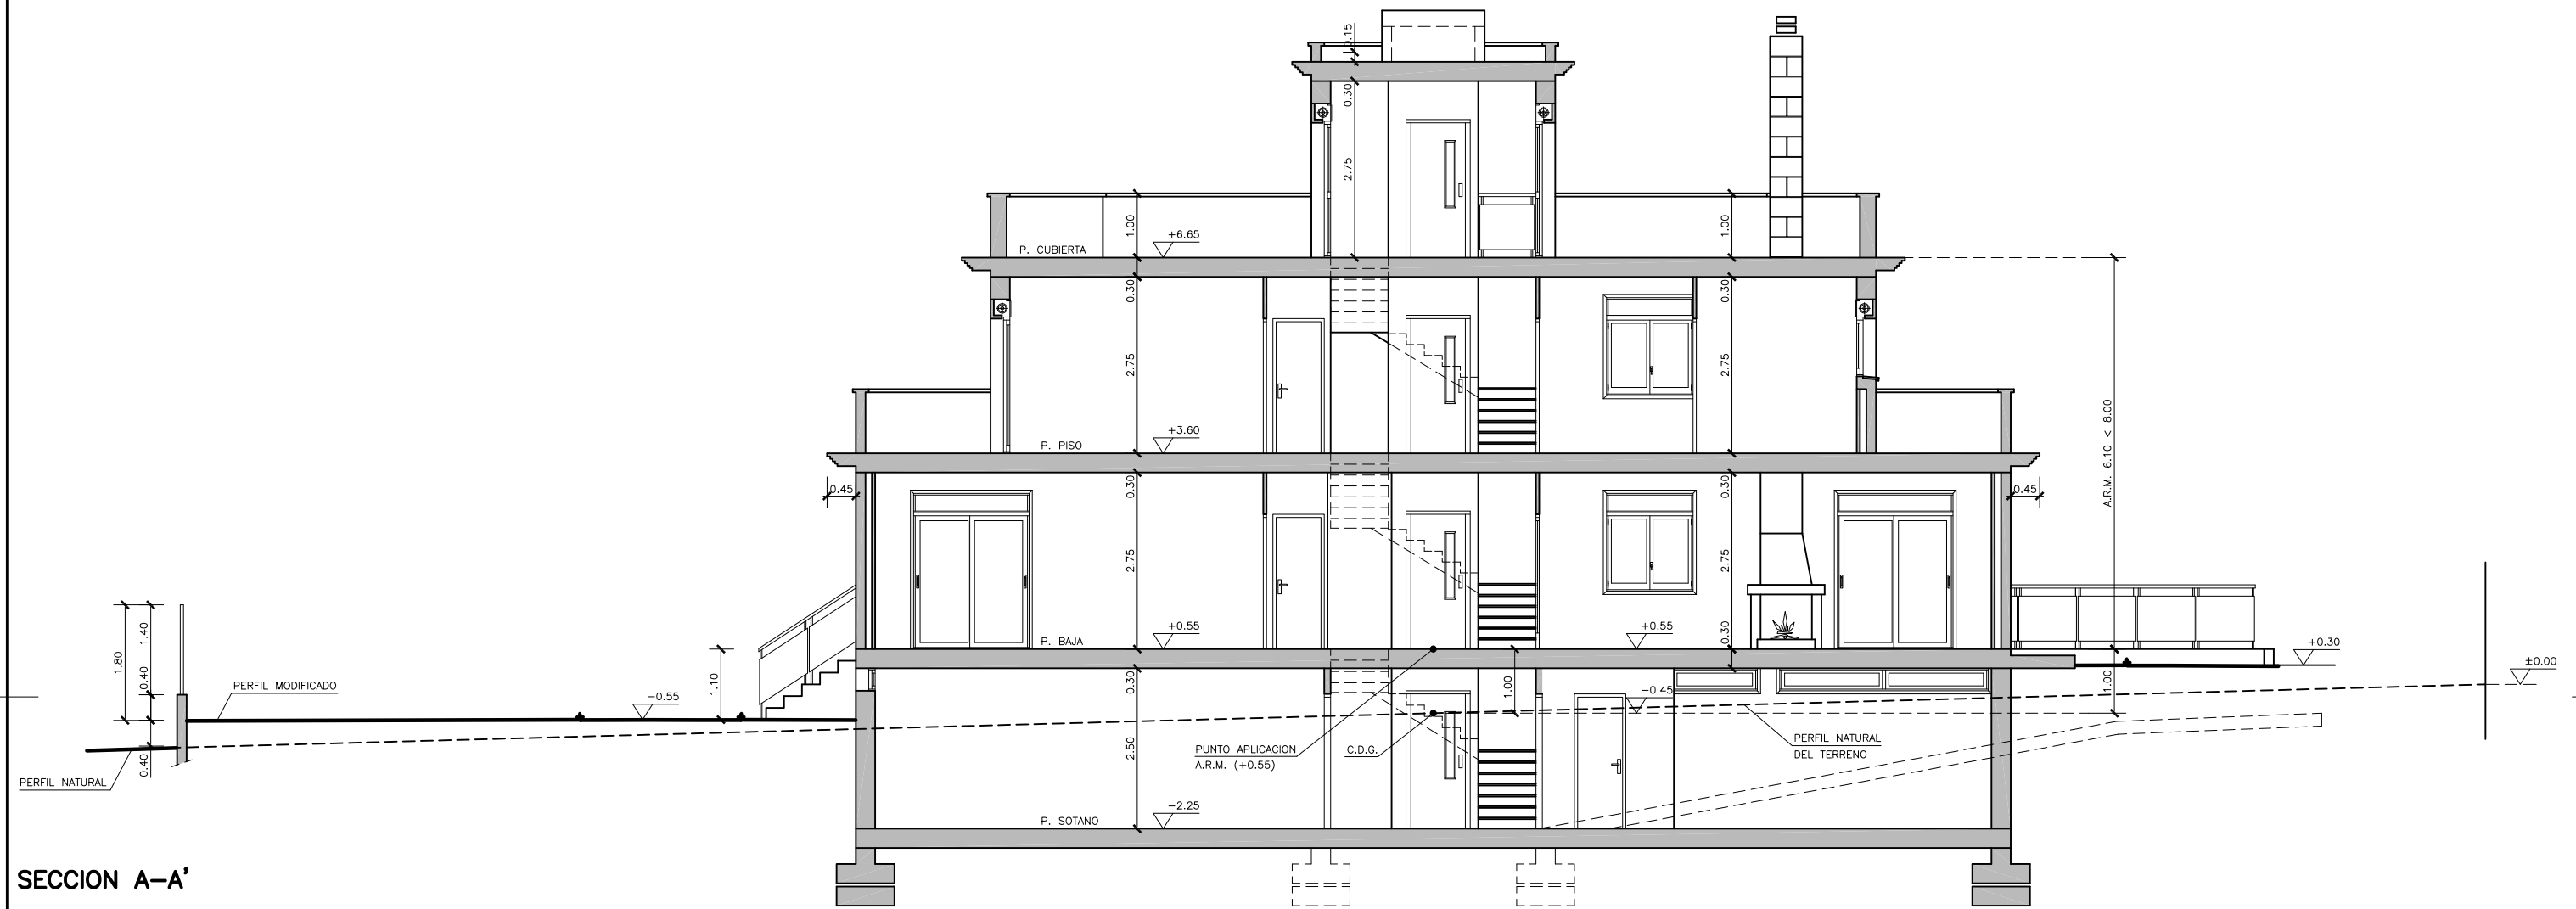 0.15
0.30
2.75
1.00
1.00
+6.65
P. CUBIERTA
0.30
0.30
2.75
2.75
A.R.M. 6.10 < 8.00
+3.60
P. PISO
0.45
0.30
0.30
0.45
2.75
2.75
+0.55
+0.55
P. BAJA
0.30
+0.30
±0.00
1.80
1.40
0.40
0.40
PERFIL MODIFICADO
-0.55
1.10
0.30
1.00
-0.45
1.00
PERFIL NATURAL
2.50
PUNTO APLICACION
A.R.M. (+0.55)
C.D.G.
PERFIL NATURAL
DEL TERRENO
-2.25
P. SOTANO
SECCION A-A'